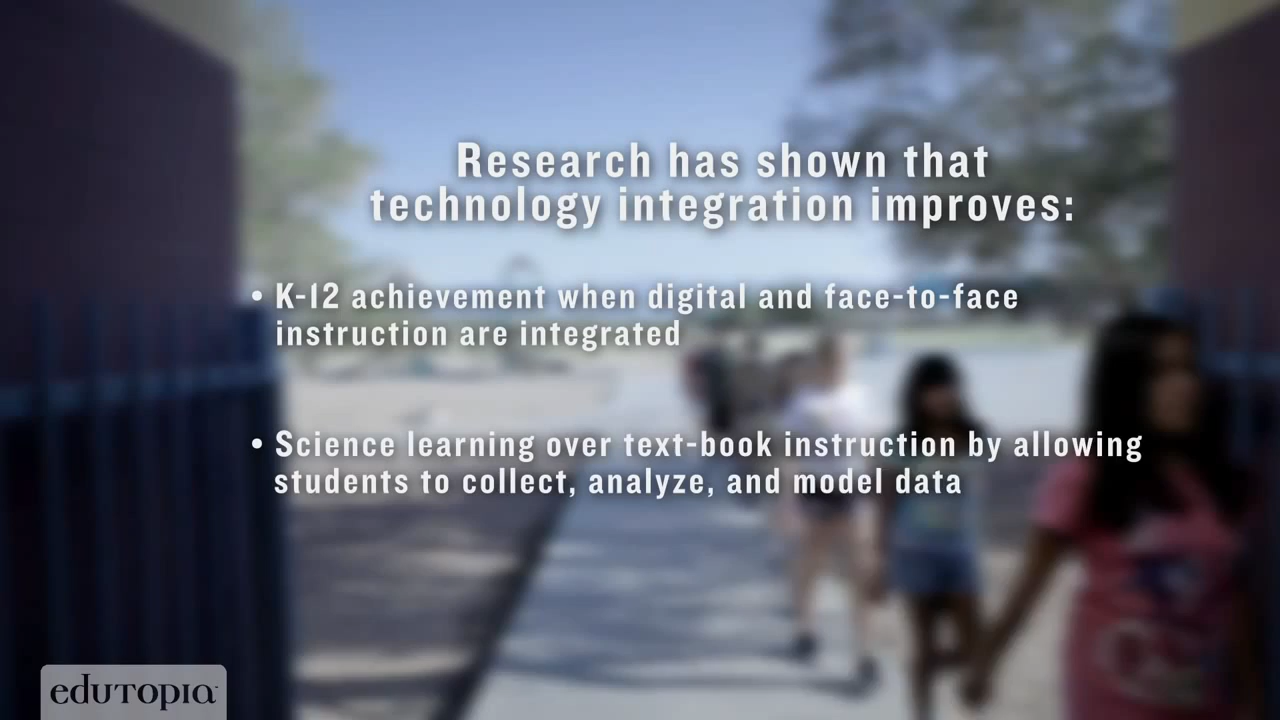 Research has shown that
technology integration improves:
• K-12 achievement when digital and face-to-face
instruction are integrated
• Science learning over text-book instruction by allowing
students to collect, analyze, and model data
edUTOPIA